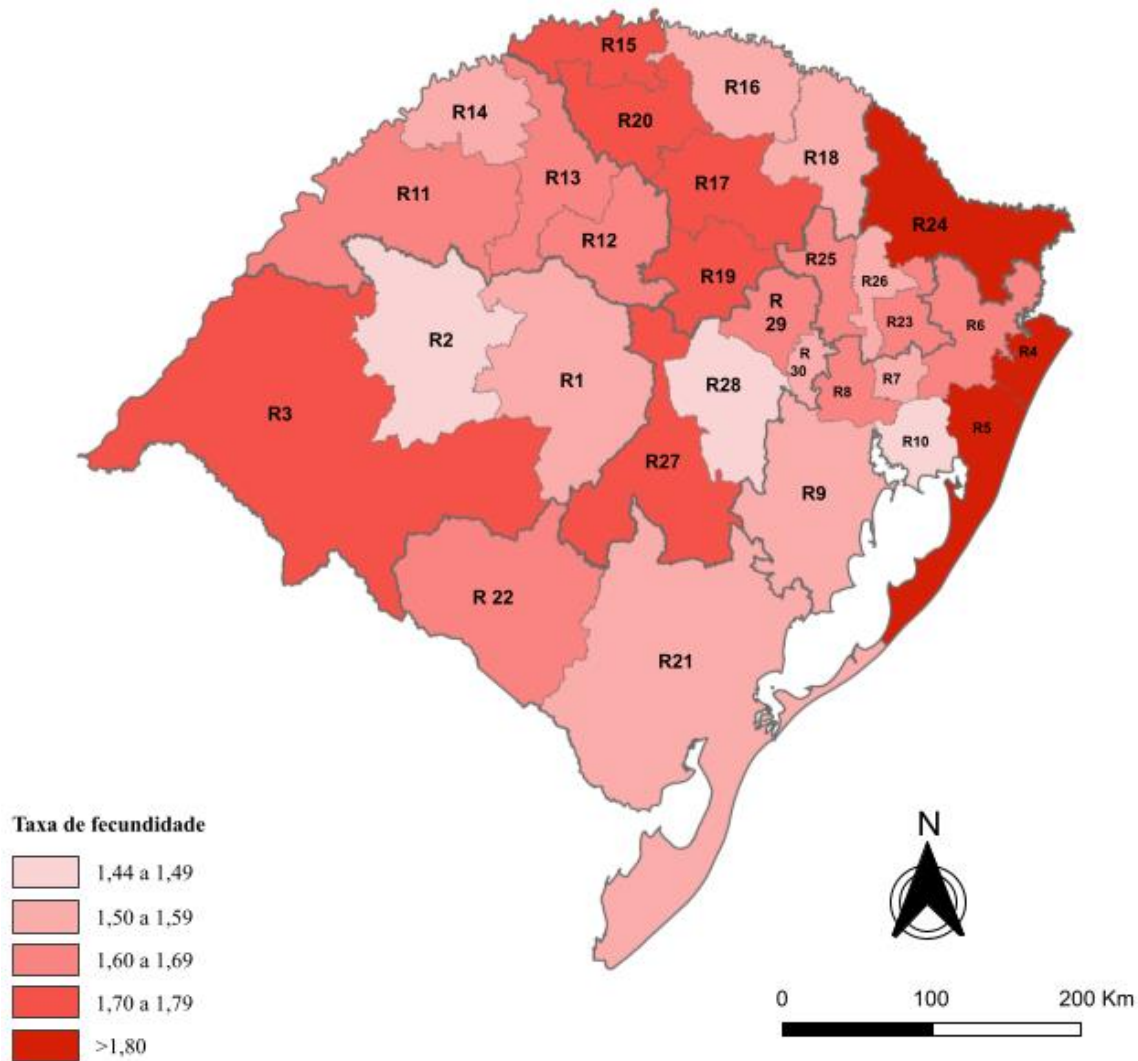 R15
R16
R14
R20
R18
R13
R17
R11
R24
R12
R25
R19
R26
R
29
R23
R6
R2
R4
R
30
R1
R28
R7
R8
R3
R5
R10
R27
R9
R 22
R21
Taxa de fecundidade
1,44 a 1,49
1,50 a 1,59
1,60 a 1,69
1,70 a 1,79
>1,80
N
0 100 200 Km